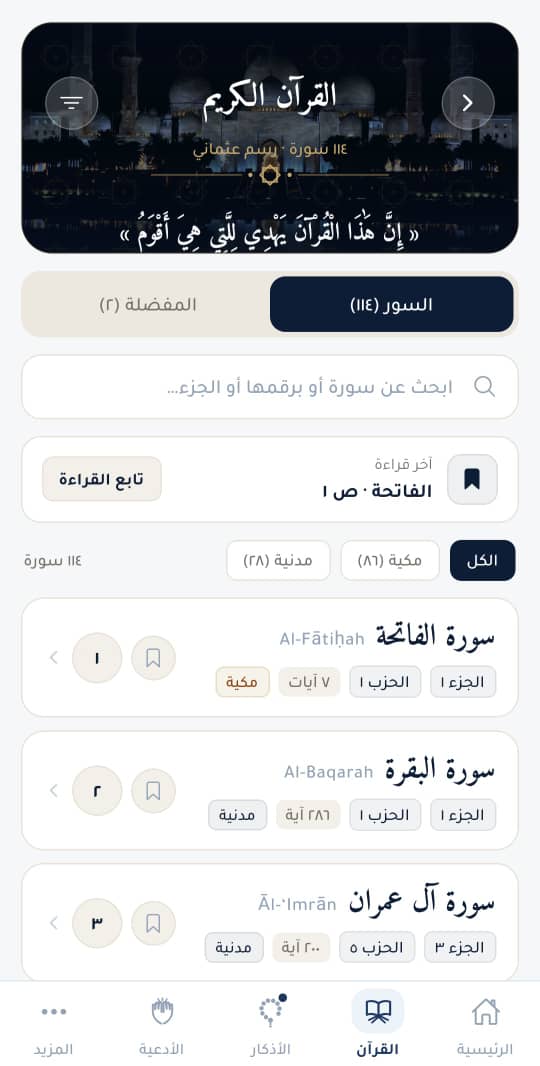 القرآن الكريم
١١٤ سورة · رسم عثماني
« إِنَّ هَٰذَا الْقُرْآنَ يَهْدِي لِلَّتِي هِيَ أَقْوَمُ »
السور (١١٤)
المفضلة (٢)
ابحث عن سورة أو برقمها أو الجزء...
آخر قراءة
الفاتحة · ص ١
تابع القراءة
الكل
مكية (٨٦)
مدنية (٢٨)
١١٤ سورة
سورة الفاتحة Al-Fātiḥah
١
الجزء ١
الحزب ١
٧ آيات
مكية
سورة البقرة Al-Baqarah
٢
الجزء ١
الحزب ١
٢٨٦ آية
مدنية
سورة آل عمران Āl-ʿImrān
٣
الجزء ٣
الحزب ٥
٢٠٠ آية
مدنية
الرئيسية
القرآن
الأذكار
الأدعية
المزيد